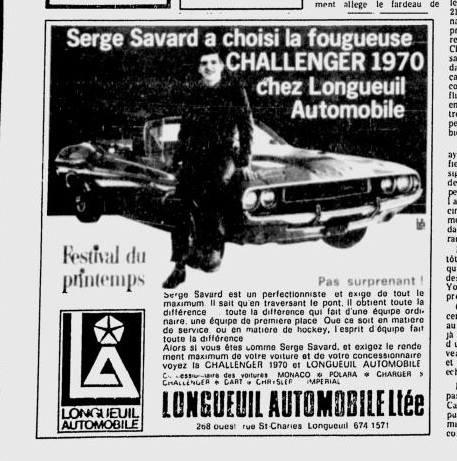 ment allège le fardeau de
Serge Savard a choisi la fougueuse
CHALLENGER 1970
chez Longueuil
Automobile
Festival du
printemps
Pas surprenant !
Serge Savard est un perfectionniste et exige de tout le
maximum. Il sait qu'en traversant le pont, il obtient toute la
différence toute la différence qui fait d'une équipe ordi-
naire, une équipe de première place. Que ce soit en matière
de service, ou en matière de hockey, l'esprit d'équipe fait
toute la différence
Alors si vous êtes comme Serge Savard, et exigez le rende
ment maximum de votre voiture et de votre concessionnaire
voyez la CHALLENGER 1970 et LONGUEUIL AUTOMOBILE
des voitures MONACO * POLARA * CHARGER *
CHALLENGER * DART * CHRYSLER IMPERIAL
LONGUEUIL
AUTOMOBILE
LONGUEUIL AUTOMOBILE Ltée
268 ouest rue St-Charles Longueuil 674 1571